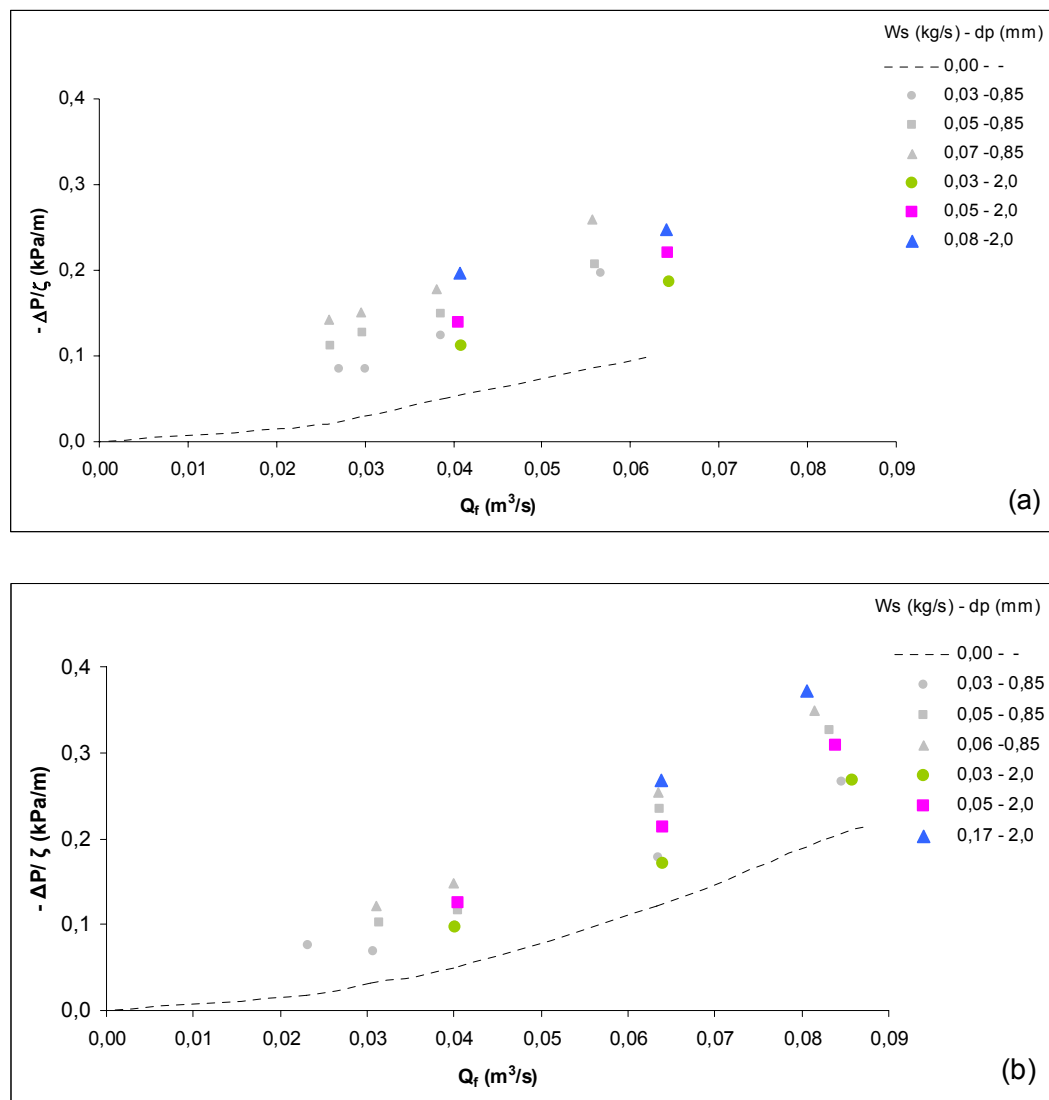 Ws (kg/s) - dp (mm)
0,00 - -
0,03 -0,85
0,05 -0,85
0,07 -0,85
0,03 - 2,0
0,05 - 2,0
0,08 -2,0
- ΔP/ζ (kPa/m)
0,4
0,3
0,2
0,1
0,0
0,00 0,01 0,02 0,03 0,04 0,05 0,06 0,07 0,08 0,09
Qf (m³/s)
(a)
Ws (kg/s) - dp (mm)
0,00 - -
0,03 - 0,85
0,05 - 0,85
0,06 -0,85
0,03 - 2,0
0,05 - 2,0
0,17 - 2,0
- ΔP/ ζ (kPa/m)
0,4
0,3
0,2
0,1
0,0
0,00 0,01 0,02 0,03 0,04 0,05 0,06 0,07 0,08 0,09
Qf (m³/s)
(b)